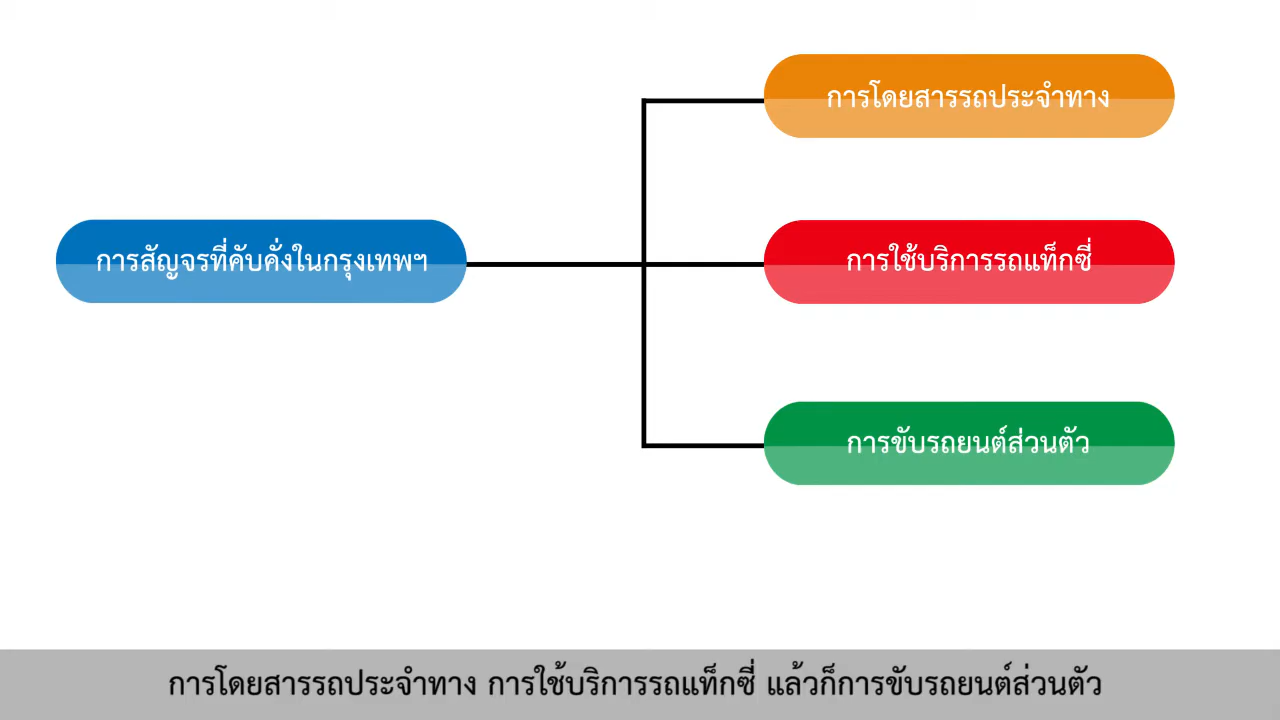 การโดยสารรถประจำทาง
การสัญจรที่คับคั่งในกรุงเทพฯ
การใช้บริการรถแท็กซี่
การขับรถยนต์ส่วนตัว
การโดยสารรถประจำทาง การใช้บริการรถแท็กซี่ แล้วก็การขับรถยนต์ส่วนตัว